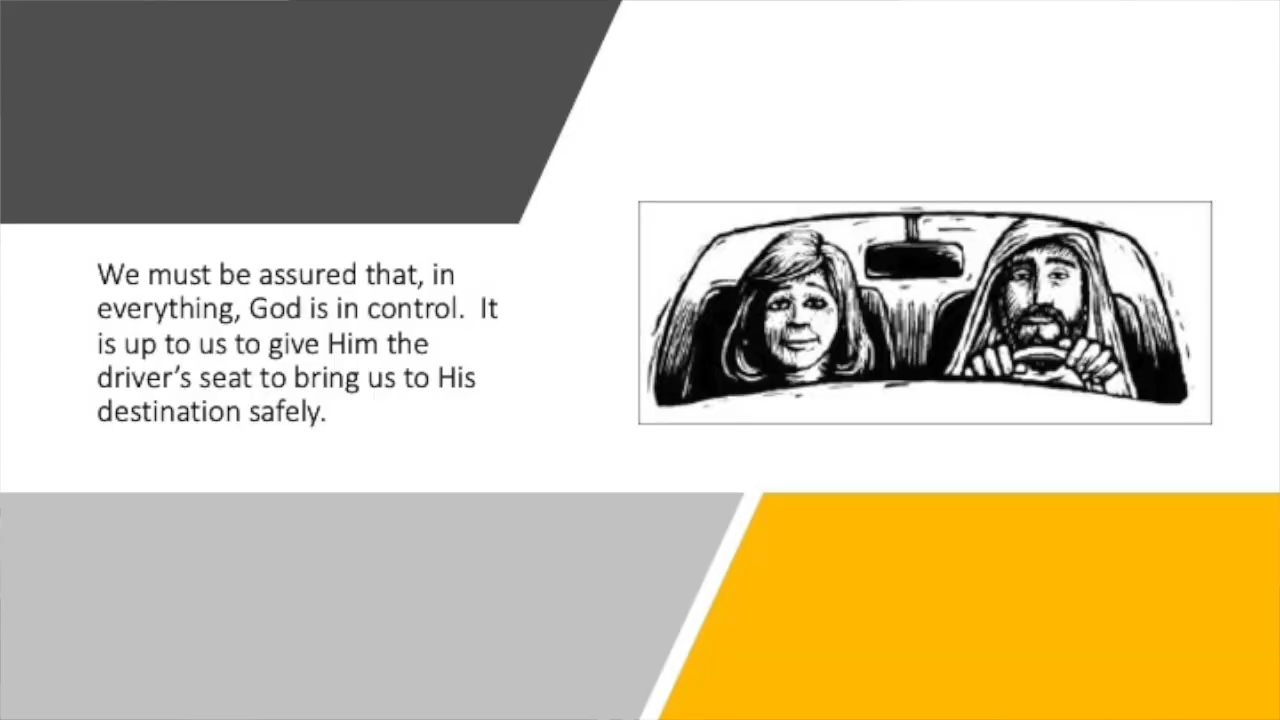 We must be assured that, in
everything, God is in control.  It
is up to us to give Him the
driver’s seat to bring us to His
destination safely.